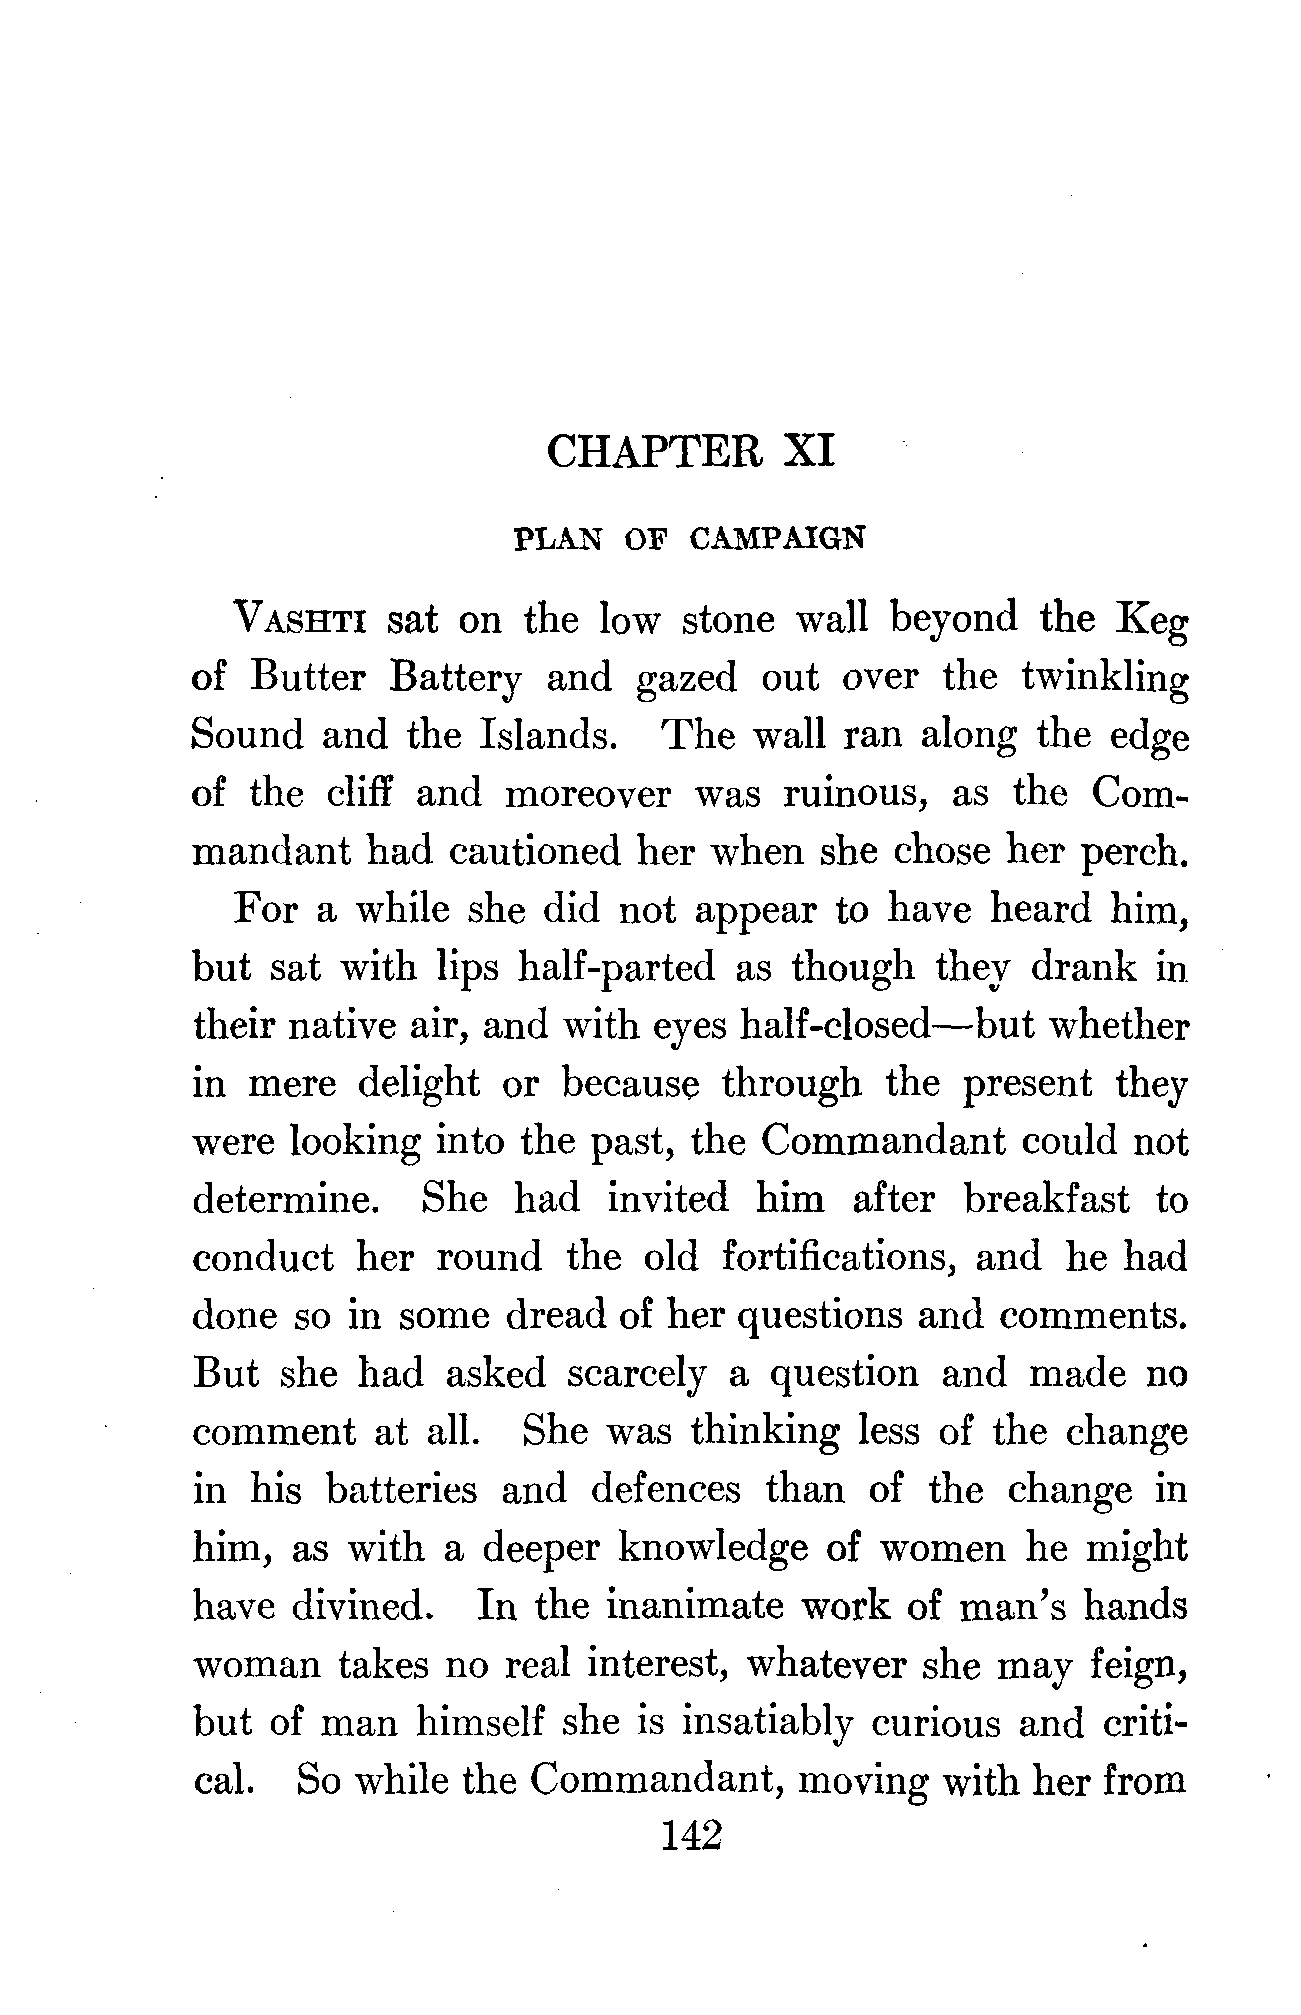 CHAPTER XI
PLAN OF CAMPAIGN
VASHTI sat on the low stone wall beyond the Keg
of Butter Battery and gazed out over the twinkling
Sound and the Islands. The wall ran along the edge
of the cliff and moreover was ruinous, as the Com-
mandant had cautioned her when she chose her perch.
For a while she did not appear to have heard him,
but sat with lips half-parted as though they drank in
their native air, and with eyes half-closed—but whether
in mere delight or because through the present they
were looking into the past, the Commandant could not
determine. She had invited him after breakfast to
conduct her round the old fortifications, and he had
done so in some dread of her questions and comments.
But she had asked scarcely a question and made no
comment at all. She was thinking less of the change
in his batteries and defences than of the change in
him, as with a deeper knowledge of women he might
have divined. In the inanimate work of man's hands
woman takes no real interest, whatever she may feign,
but of man himself she is insatiably curious and criti-
cal. So while the Commandant, moving with her from
142